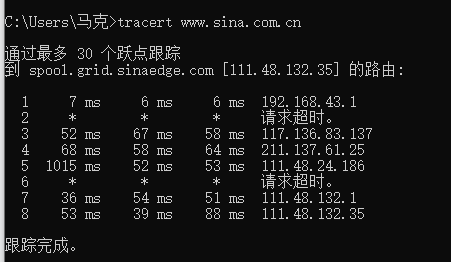 C:\Users\马克>tracert www.sina.com.cn
通过最多 30 个跃点跟踪
到 spool.grid.sinaedge.com [111.48.132.35] 的路由:
1 7 ms 6 ms 6 ms 192.168.43.1
2 * * * 请求超时。
3 52 ms 67 ms 58 ms 117.136.83.137
4 68 ms 58 ms 64 ms 211.137.61.25
5 1015 ms 52 ms 53 ms 111.48.24.186
6 * * * 请求超时。
7 36 ms 54 ms 51 ms 111.48.132.1
8 53 ms 39 ms 88 ms 111.48.132.35
跟踪完成。